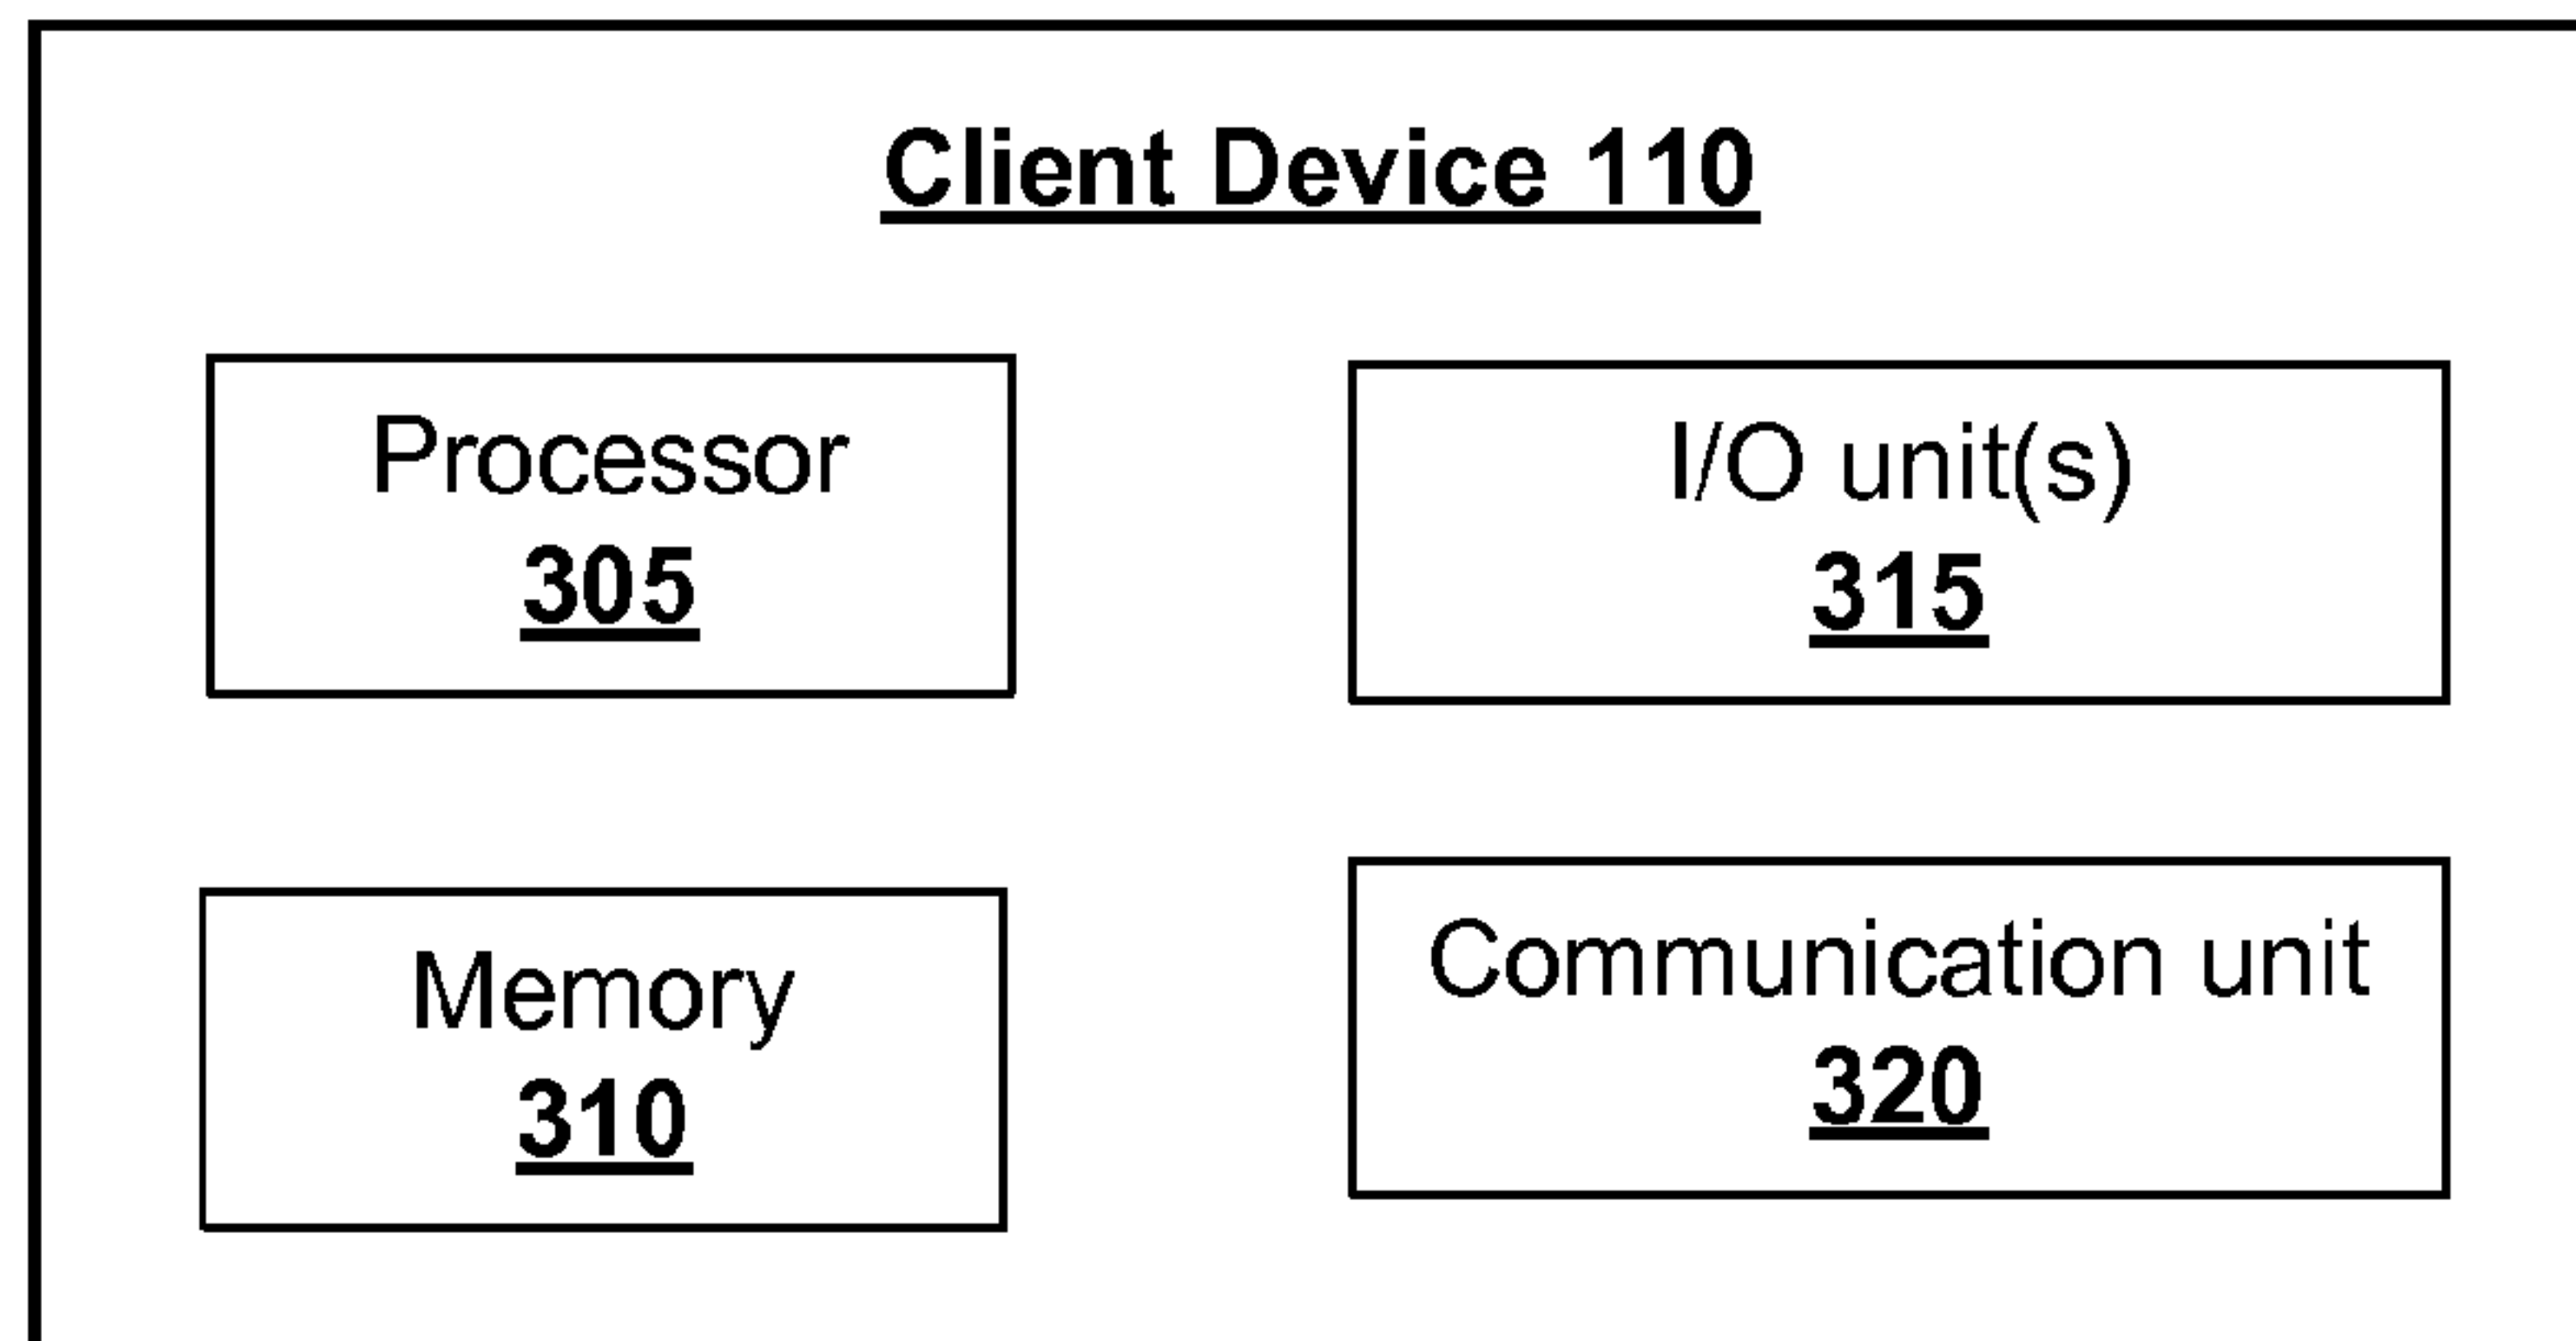 Client Device 110
Processor
305
I/O unit(s)
315
Memory
310
Communication unit
320